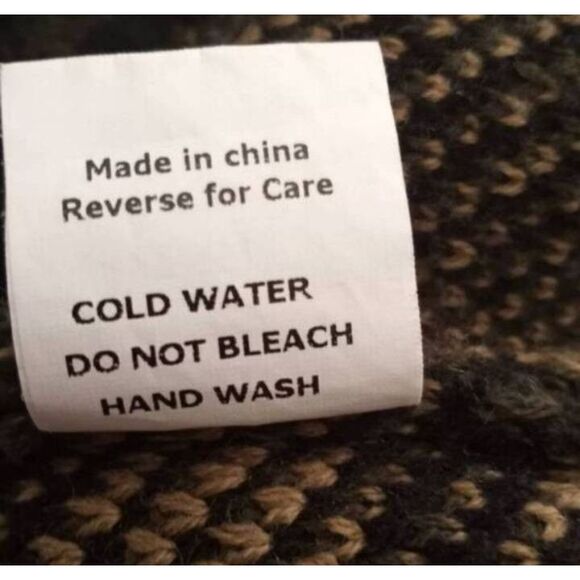 Made in china
Reverse for Care
COLD WATER
DO NOT BLEACH
HAND WASH